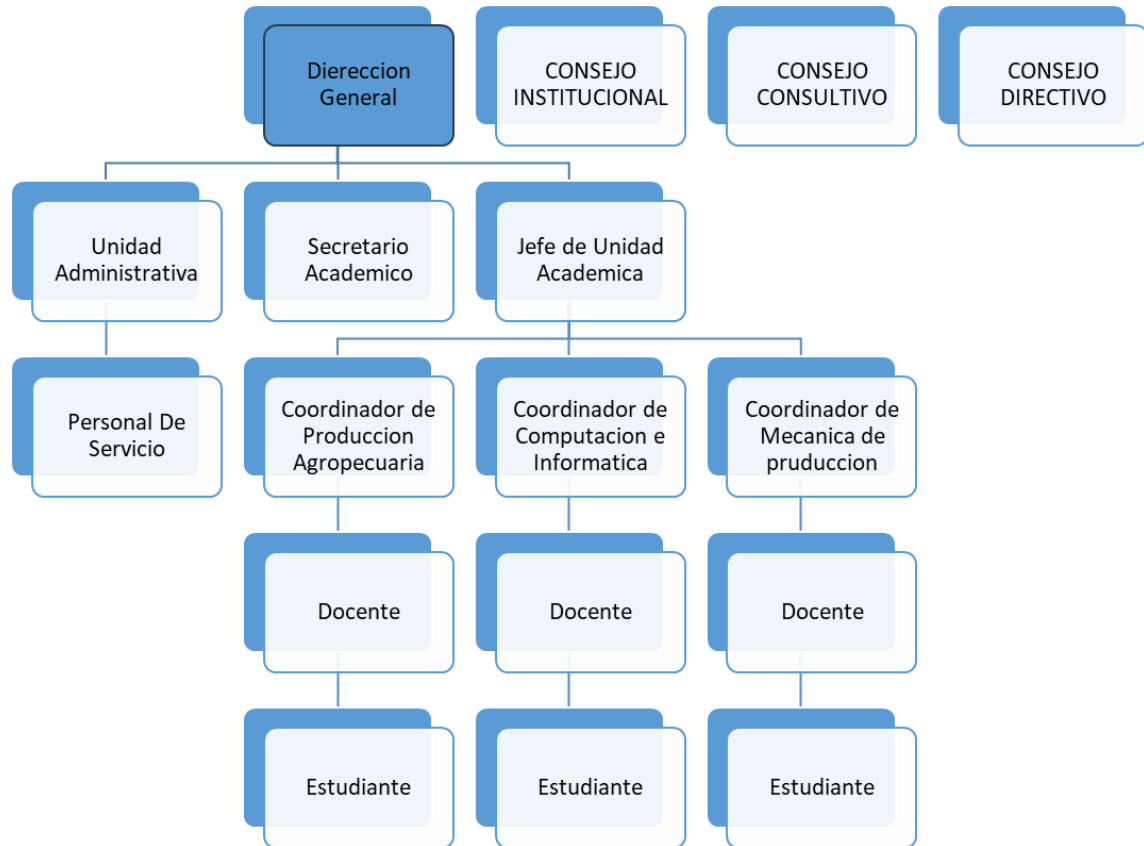 Diereccion
General
CONSEJO
INSTITUCIONAL
CONSEJO
CONSULTIVO
CONSEJO
DIRECTIVO
Unidad
Administrativa
Secretario
Academico
Jefe de Unidad
Academica
Personal De
Servicio
Coordinador de
Produccion
Agropecuaria
Coordinador de
Computacion e
Informatica
Coordinador de
Mecanica de
pruduccion
Docente
Docente
Docente
Estudiante
Estudiante
Estudiante